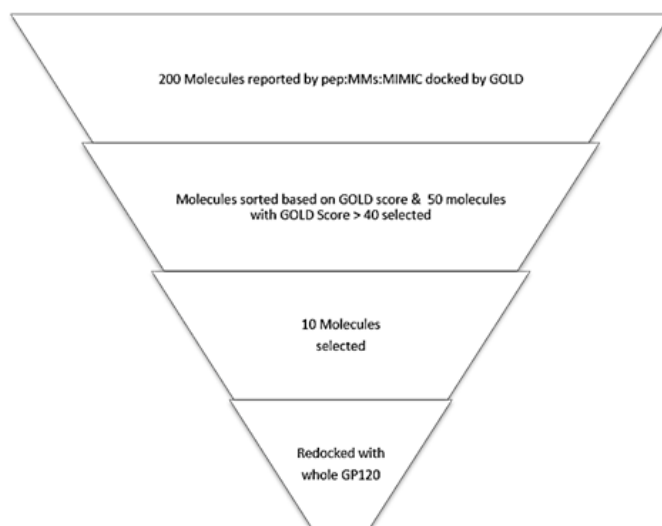 200 Molecules reported by pep:MMs:MIMIC docked by GOLD
Molecules sorted based on GOLD score & 50 molecules
with GOLD Score > 40 selected
10 Molecules
selected
Redocked with
whole GP120